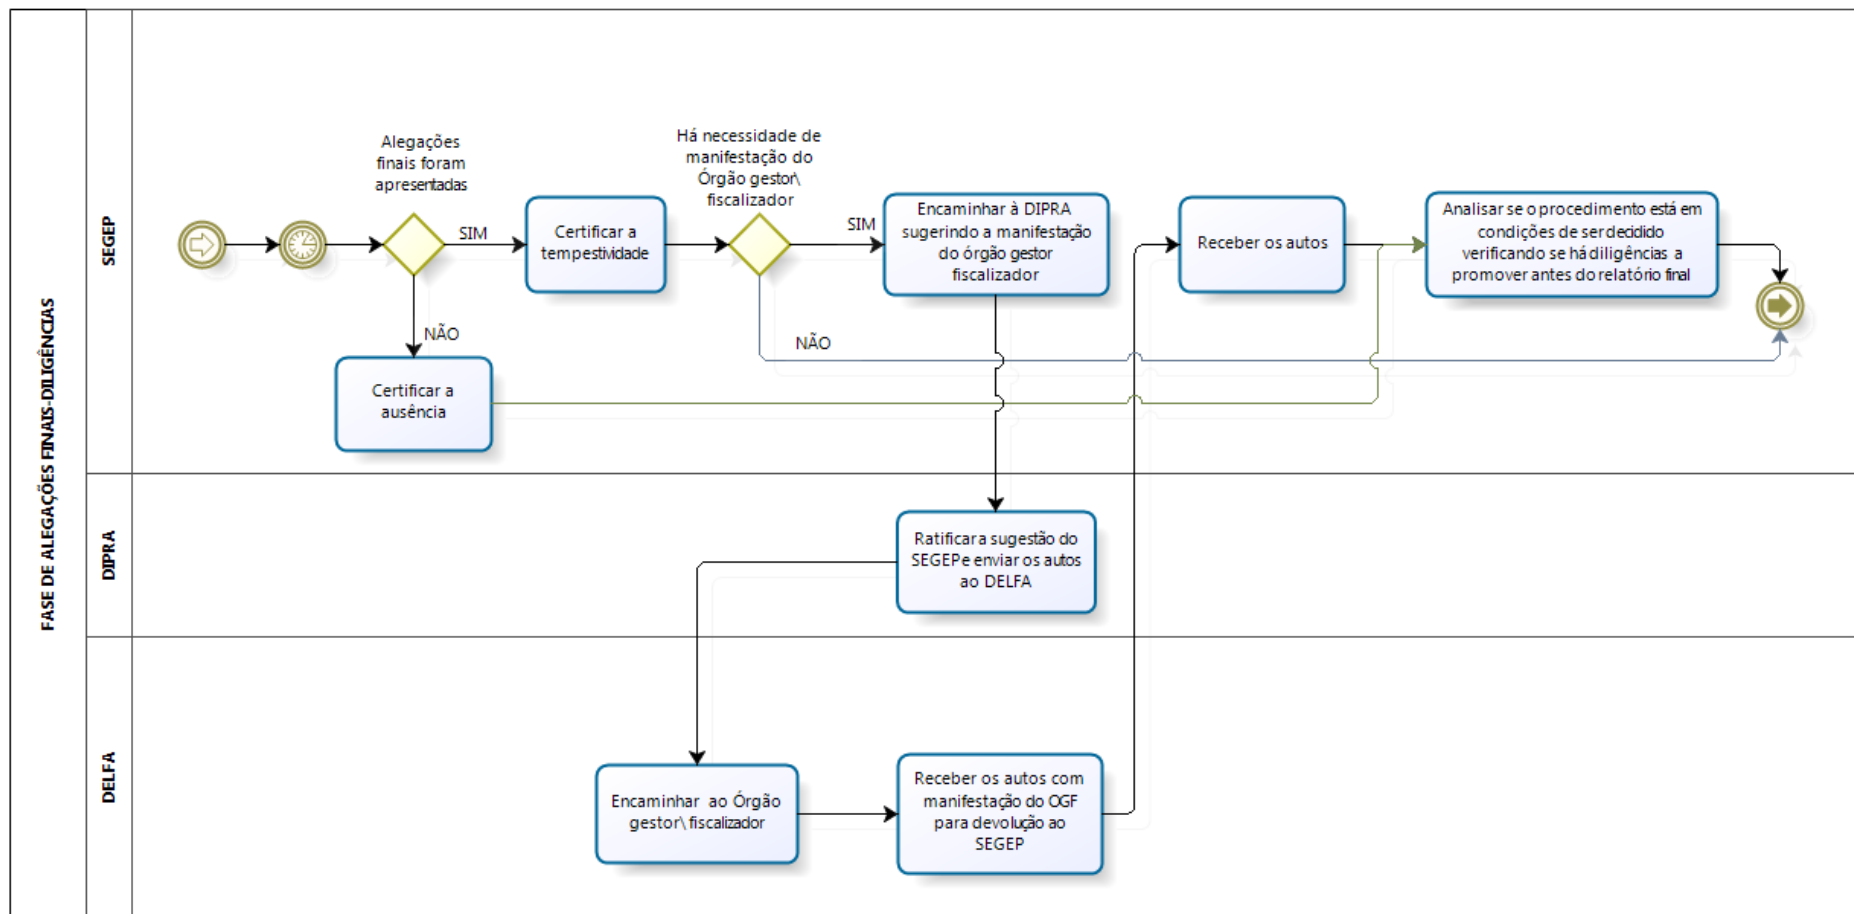 FASE DE ALEGAÇÕES FINAIS-DILIGÊNCIAS
SEGEP
Alegações
finais foram
apresentadas
SIM
NÃO
Certificar a
ausência
Certificar a
tempestividade
Há necessidade de
manifestação do
Órgão gestor\
fiscalizador
SIM
NÃO
Encaminhar à DIPRA
sugerindo a manifestação
do órgão gestor
fiscalizador
Receber os autos
Analisar se o procedimento está em
condições de ser decidido
verificando se há diligências a
promover antes do relatório final
DIPRA
Ratificar a sugestão do
SEGEP e enviar os autos
ao DELFA
DELFA
Encaminhar ao Órgão
gestor\ fiscalizador
Receber os autos com
manifestação do OGF
para devolução ao
SEGEP